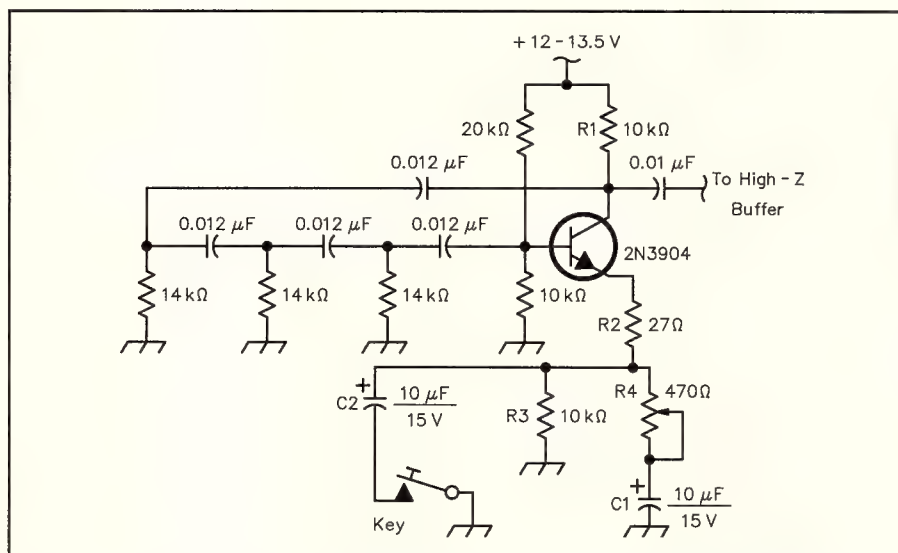 +12-13.5 V
20 kΩ
R1
10 kΩ
0.012 µF
0.01 µF
To High-Z
Buffer
0.012 µF
0.012 µF
0.012 µF
2N3904
14 kΩ
14 kΩ
14 kΩ
10 kΩ
R2
27 Ω
C2
+
10 µF
15 V
R3
10 kΩ
R4
470 Ω
Key
C1
+
10 µF
15 V